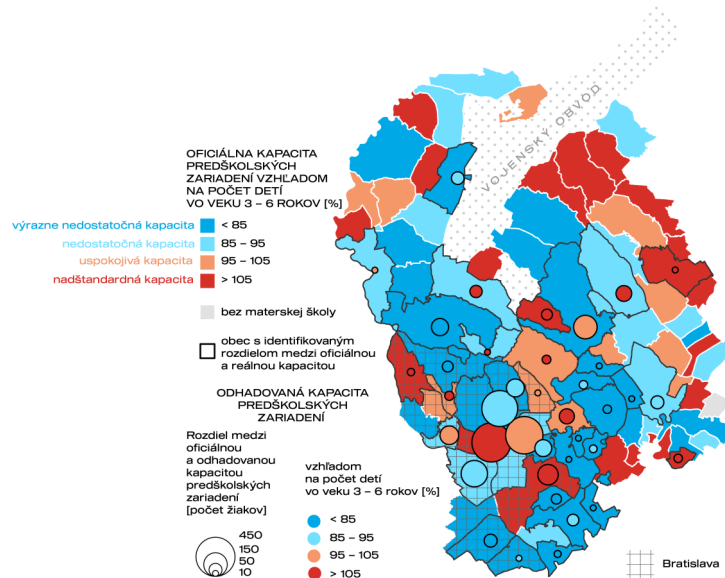 VOJENSKÝ OBVOD
OFICIÁLNA KAPACITA
PREDŠKOLSKÝCH
ZARIADENÍ VZHĽADOM
NA POČET DETÍ
VO VEKU 3 – 6 ROKOV [%]
výrazne nedostatočná kapacita < 85
nedostatočná kapacita 85 – 95
uspokojivá kapacita 95 – 105
nadštandardná kapacita > 105
bez materskej školy
obec s identifikovaným
rozdielom medzi oficiálnou
a reálnou kapacitou
ODHADOVANÁ KAPACITA
PREDŠKOLSKÝCH
ZARIADENÍ
Rozdiel medzi
oficiálnou
a odhadovanou
kapacitou
predškolských
zariadení
[počet žiakov]
450
150
50
10
vzhľadom
na počet detí
vo veku 3 – 6 rokov [%]
< 85
85 – 95
95 – 105
> 105
Bratislava